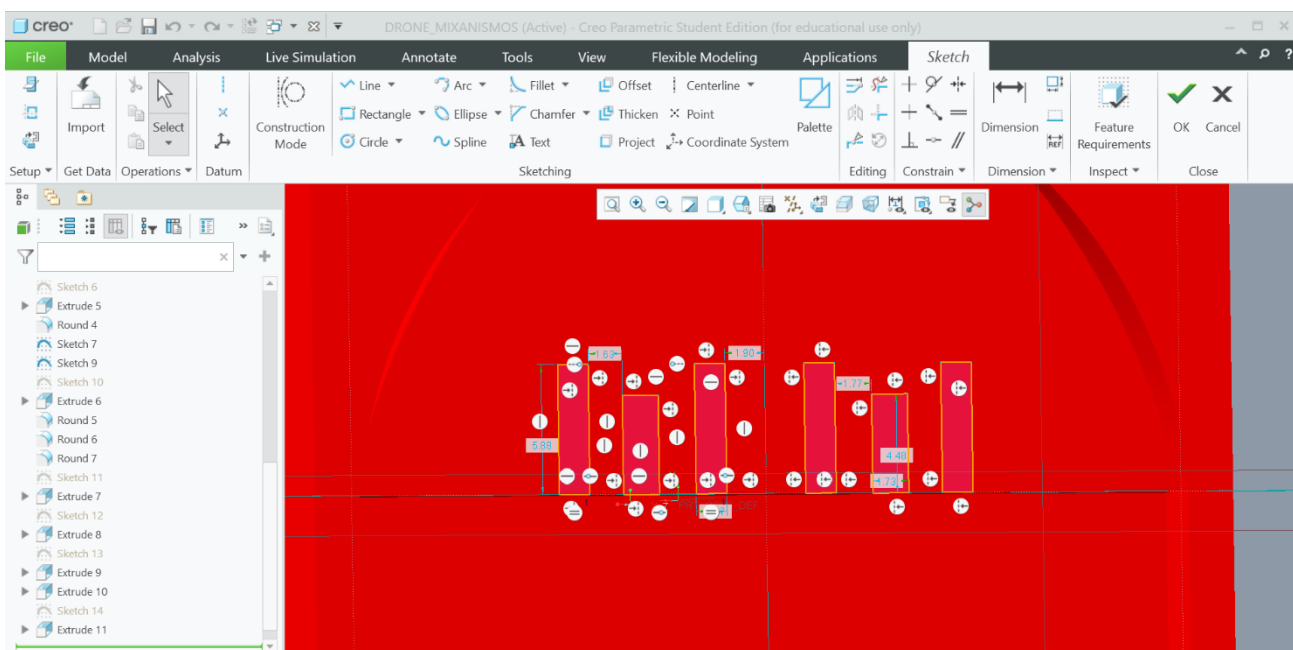 creo DRONE_MIXANISMOS (Active) - Creo Parametric Student Edition (for educational use only)
File Model Analysis Live Simulation Annotate Tools View Flexible Modeling Applications Sketch ?
Line Arc Fillet Offset Centerline
Rectangle Ellipse Chamfer Thicken Point
Circle Spline Text Project Coordinate System
Import Select Construction Mode Palette Dimension REF Feature Requirements OK Cancel
Setup Get Data Operations Datum Sketching Editing Constrain Dimension Inspect Close
Sketch 6
Extrude 5
Round 4
Sketch 7
Sketch 9
Sketch 10
Extrude 6
Round 5
Round 6
Round 7
Sketch 11
Extrude 7
Sketch 12
Extrude 8
Sketch 13
Extrude 9
Extrude 10
Sketch 14
Extrude 11
1.90
1.77
4.48
1.73